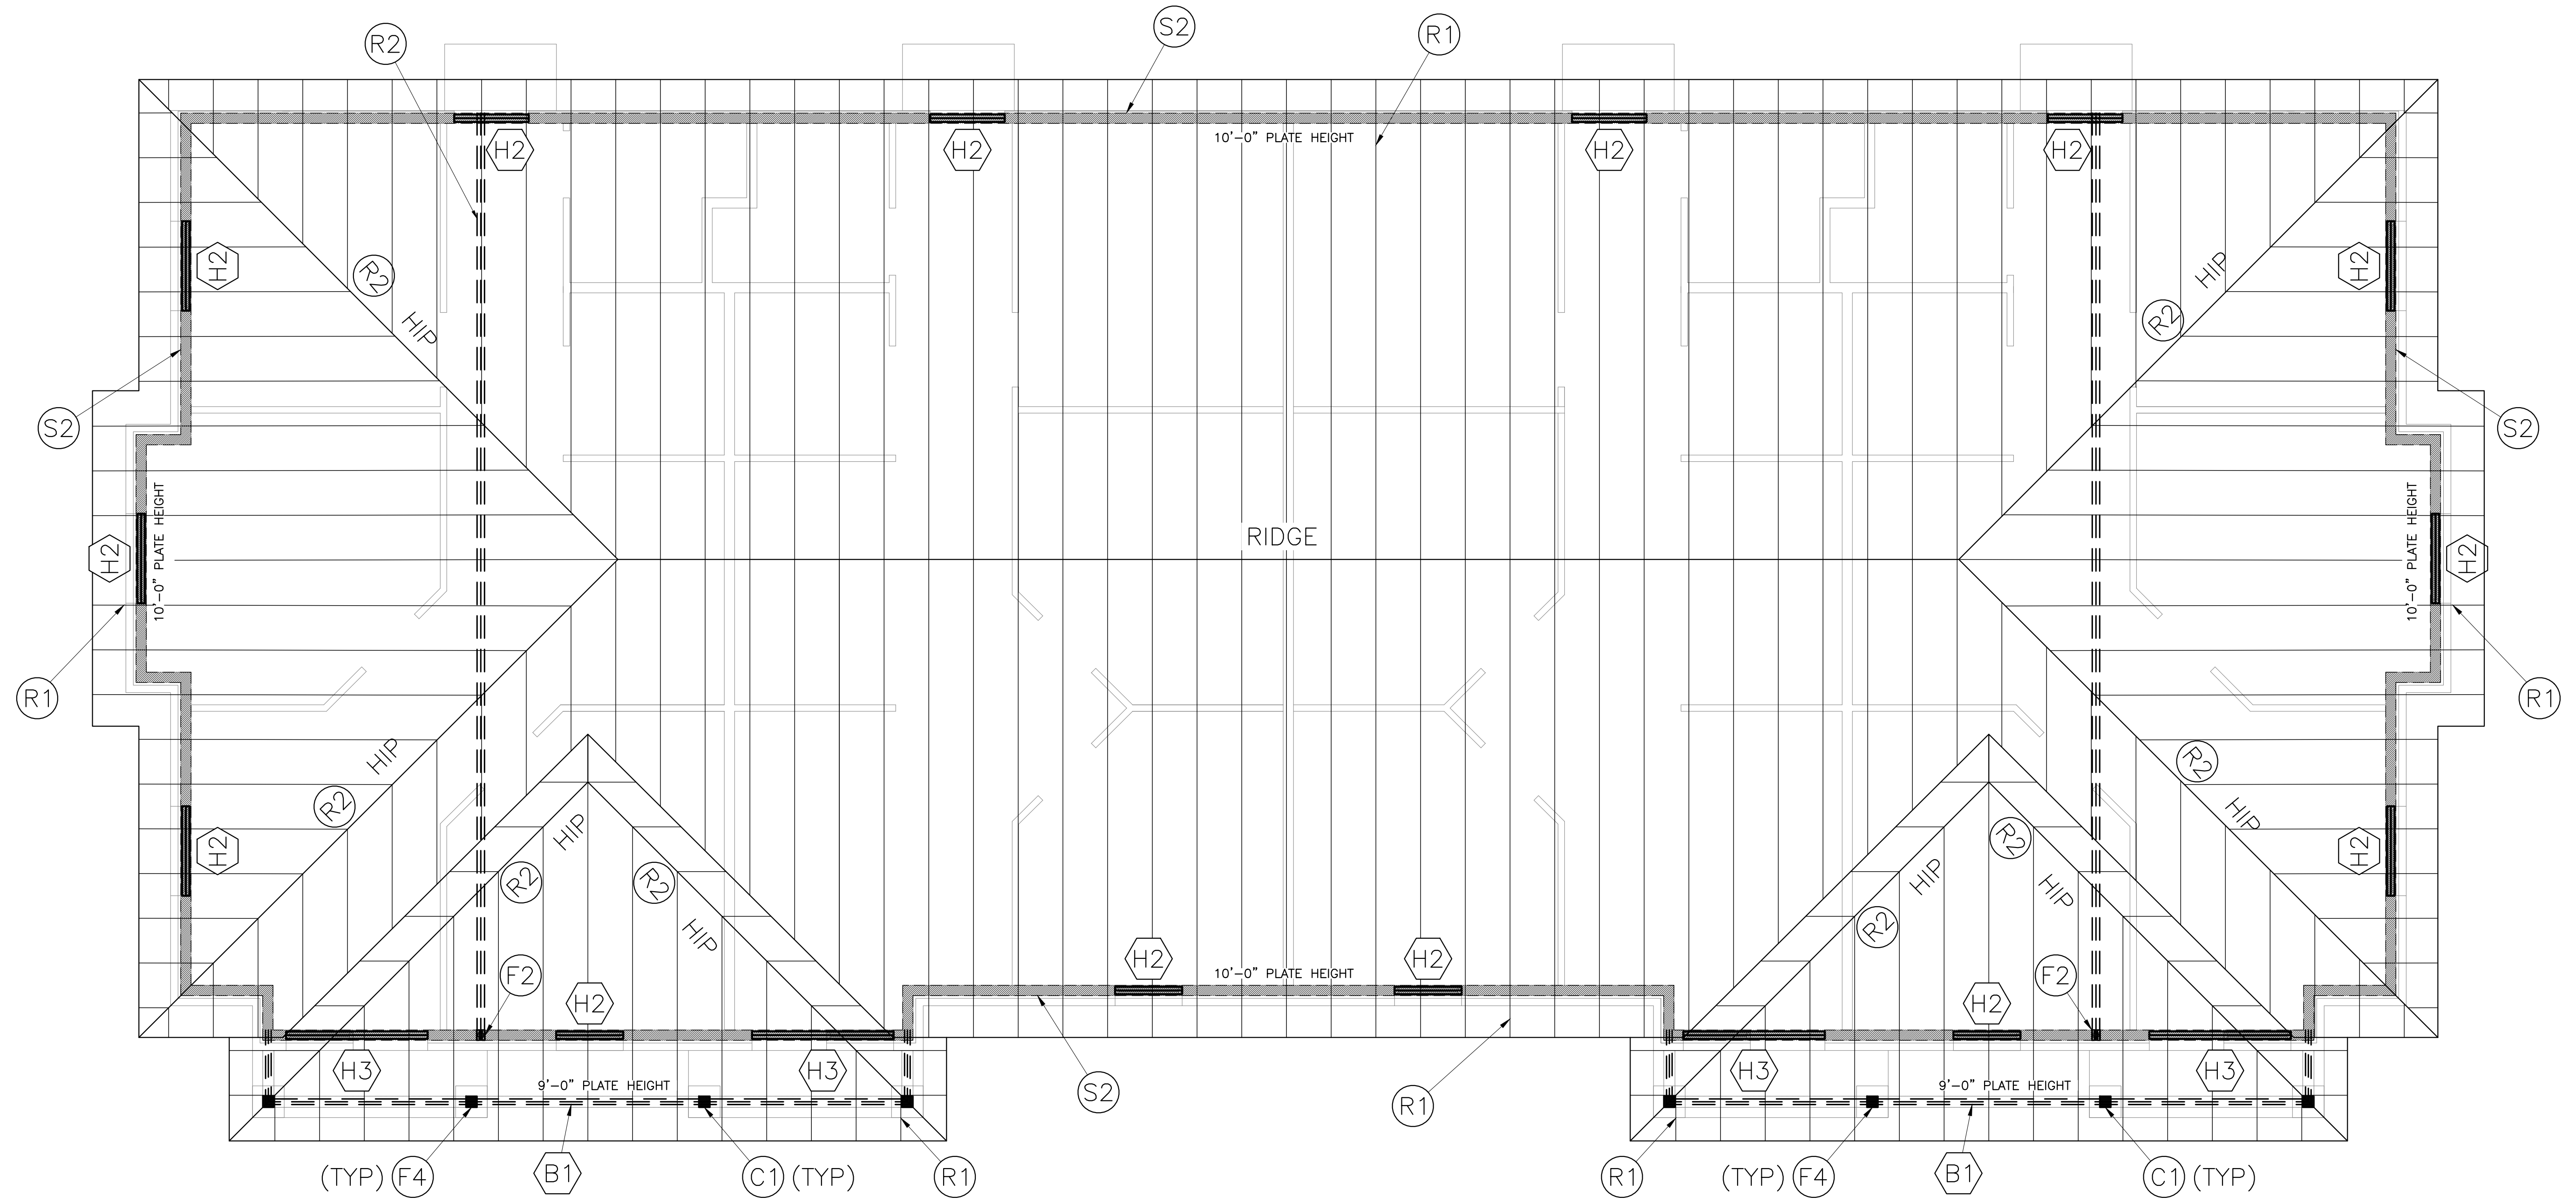 S2
R1
R2
H2
H2
H2
H2
10'-0" PLATE HEIGHT
H2
R2
HIP
HIP
R2
H2
S2
S2
10'-0" PLATE HEIGHT
RIDGE
10'-0" PLATE HEIGHT
H2
H2
R1
R1
HIP
R2
R2
HIP
H2
HIP
R2
R2
HIP
R2
HIP
HIP
R2
H2
10'-0" PLATE HEIGHT
H2
H2
F2
H2
F2
H2
H3
H3
H3
H3
9'-0" PLATE HEIGHT
9'-0" PLATE HEIGHT
S2
R1
(TYP) F4
B1
C1 (TYP)
R1
R1
(TYP) F4
B1
C1 (TYP)